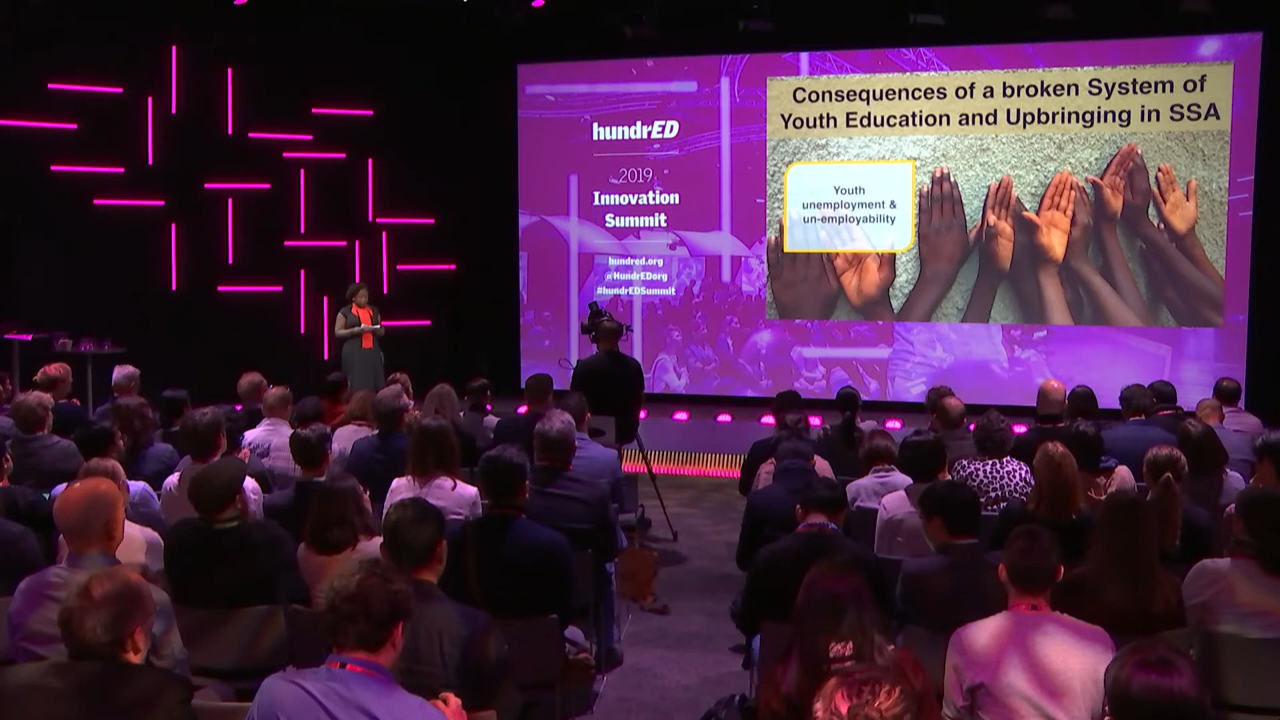 hundrED
2019
Innovation
Summit
hundred.org
@HundrEDorg
#hundrEDSummit
Consequences of a broken System of
Youth Education and Upbringing in SSA
Youth
unemployment &
un-employability